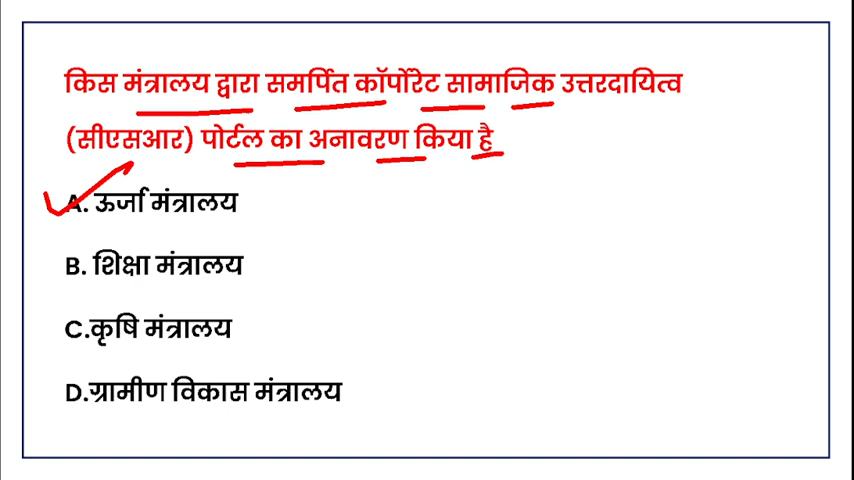 किस मंत्रालय द्वारा समर्पित कॉर्पोरेट सामाजिक उत्तरदायित्व
(सीएसआर) पोर्टल का अनावरण किया है
A. ऊर्जा मंत्रालय
B. शिक्षा मंत्रालय
C.कृषि मंत्रालय
D.ग्रामीण विकास मंत्रालय